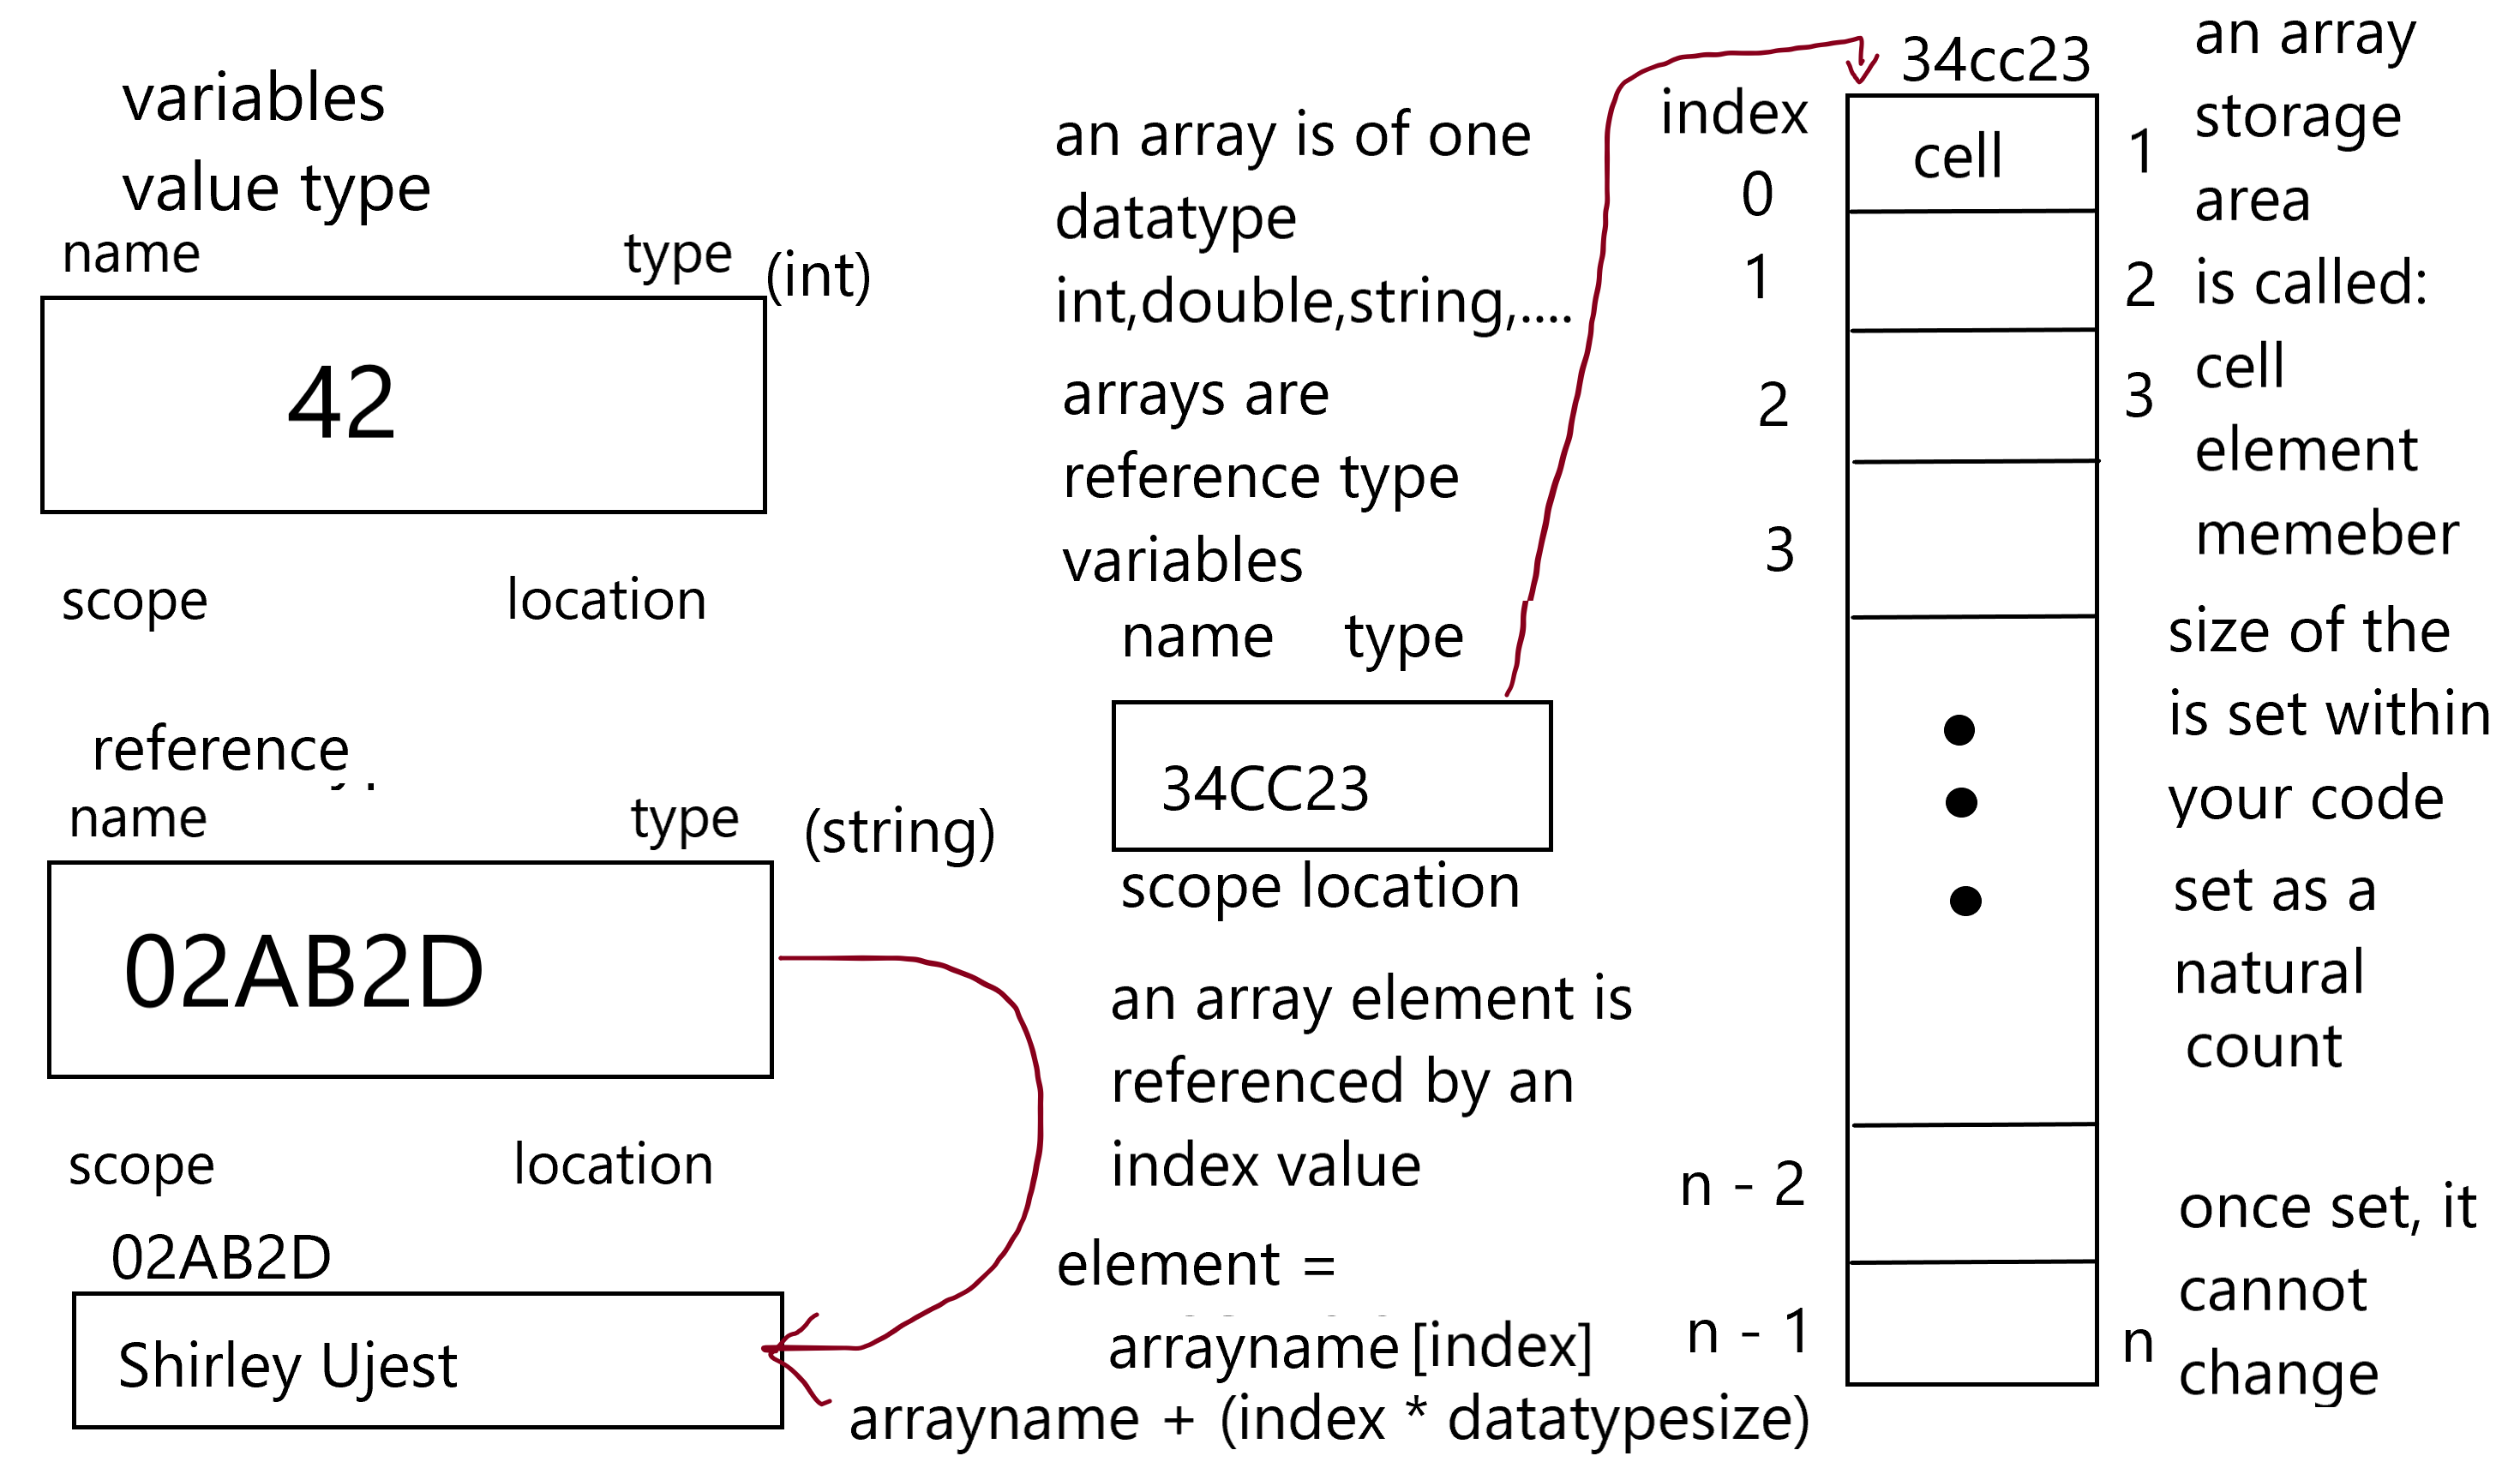 variables
value type
name type (int)
42
scope location
reference
name type (string)
02AB2D
scope location
02AB2D
Shirley Ujest
an array is of one
datatype
int,double,string,....
arrays are
reference type
variables
name type
34CC23
scope location
an array element is
referenced by an
index value
element =
arrayname [index]
arrayname + (index * datatypesize)
34cc23
index
cell
0
1
2
3
n - 2
n - 1
1
2
3
n
an array
storage
area
is called:
cell
element
memeber
size of the
is set within
your code
set as a
natural
count
once set, it
cannot
change